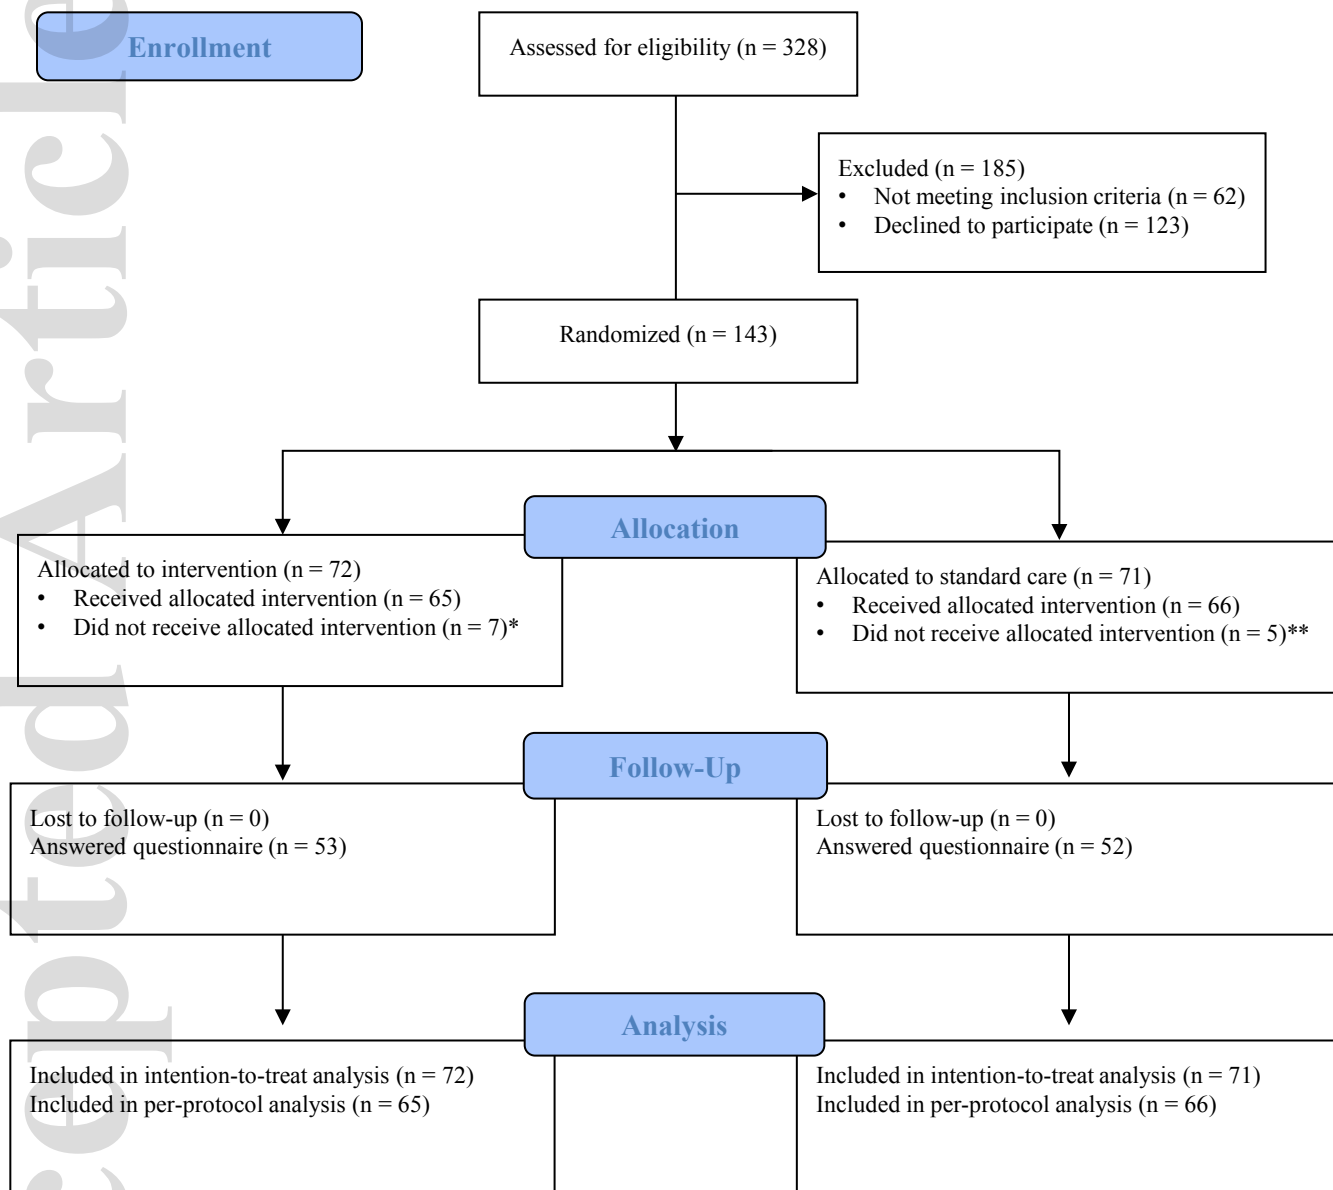 Enrollment
Assessed for eligibility (n = 328)
Excluded (n = 185)
• Not meeting inclusion criteria (n = 62)
• Declined to participate (n = 123)
Randomized (n = 143)
Allocation
Allocated to intervention (n = 72)
• Received allocated intervention (n = 65)
• Did not receive allocated intervention (n = 7)*
Allocated to standard care (n = 71)
• Received allocated intervention (n = 66)
• Did not receive allocated intervention (n = 5)**
Follow-Up
Lost to follow-up (n = 0)
Answered questionnaire (n = 53)
Lost to follow-up (n = 0)
Answered questionnaire (n = 52)
Analysis
Included in intention-to-treat analysis (n = 72)
Included in per-protocol analysis (n = 65)
Included in intention-to-treat analysis (n = 71)
Included in per-protocol analysis (n = 66)
cepted Article